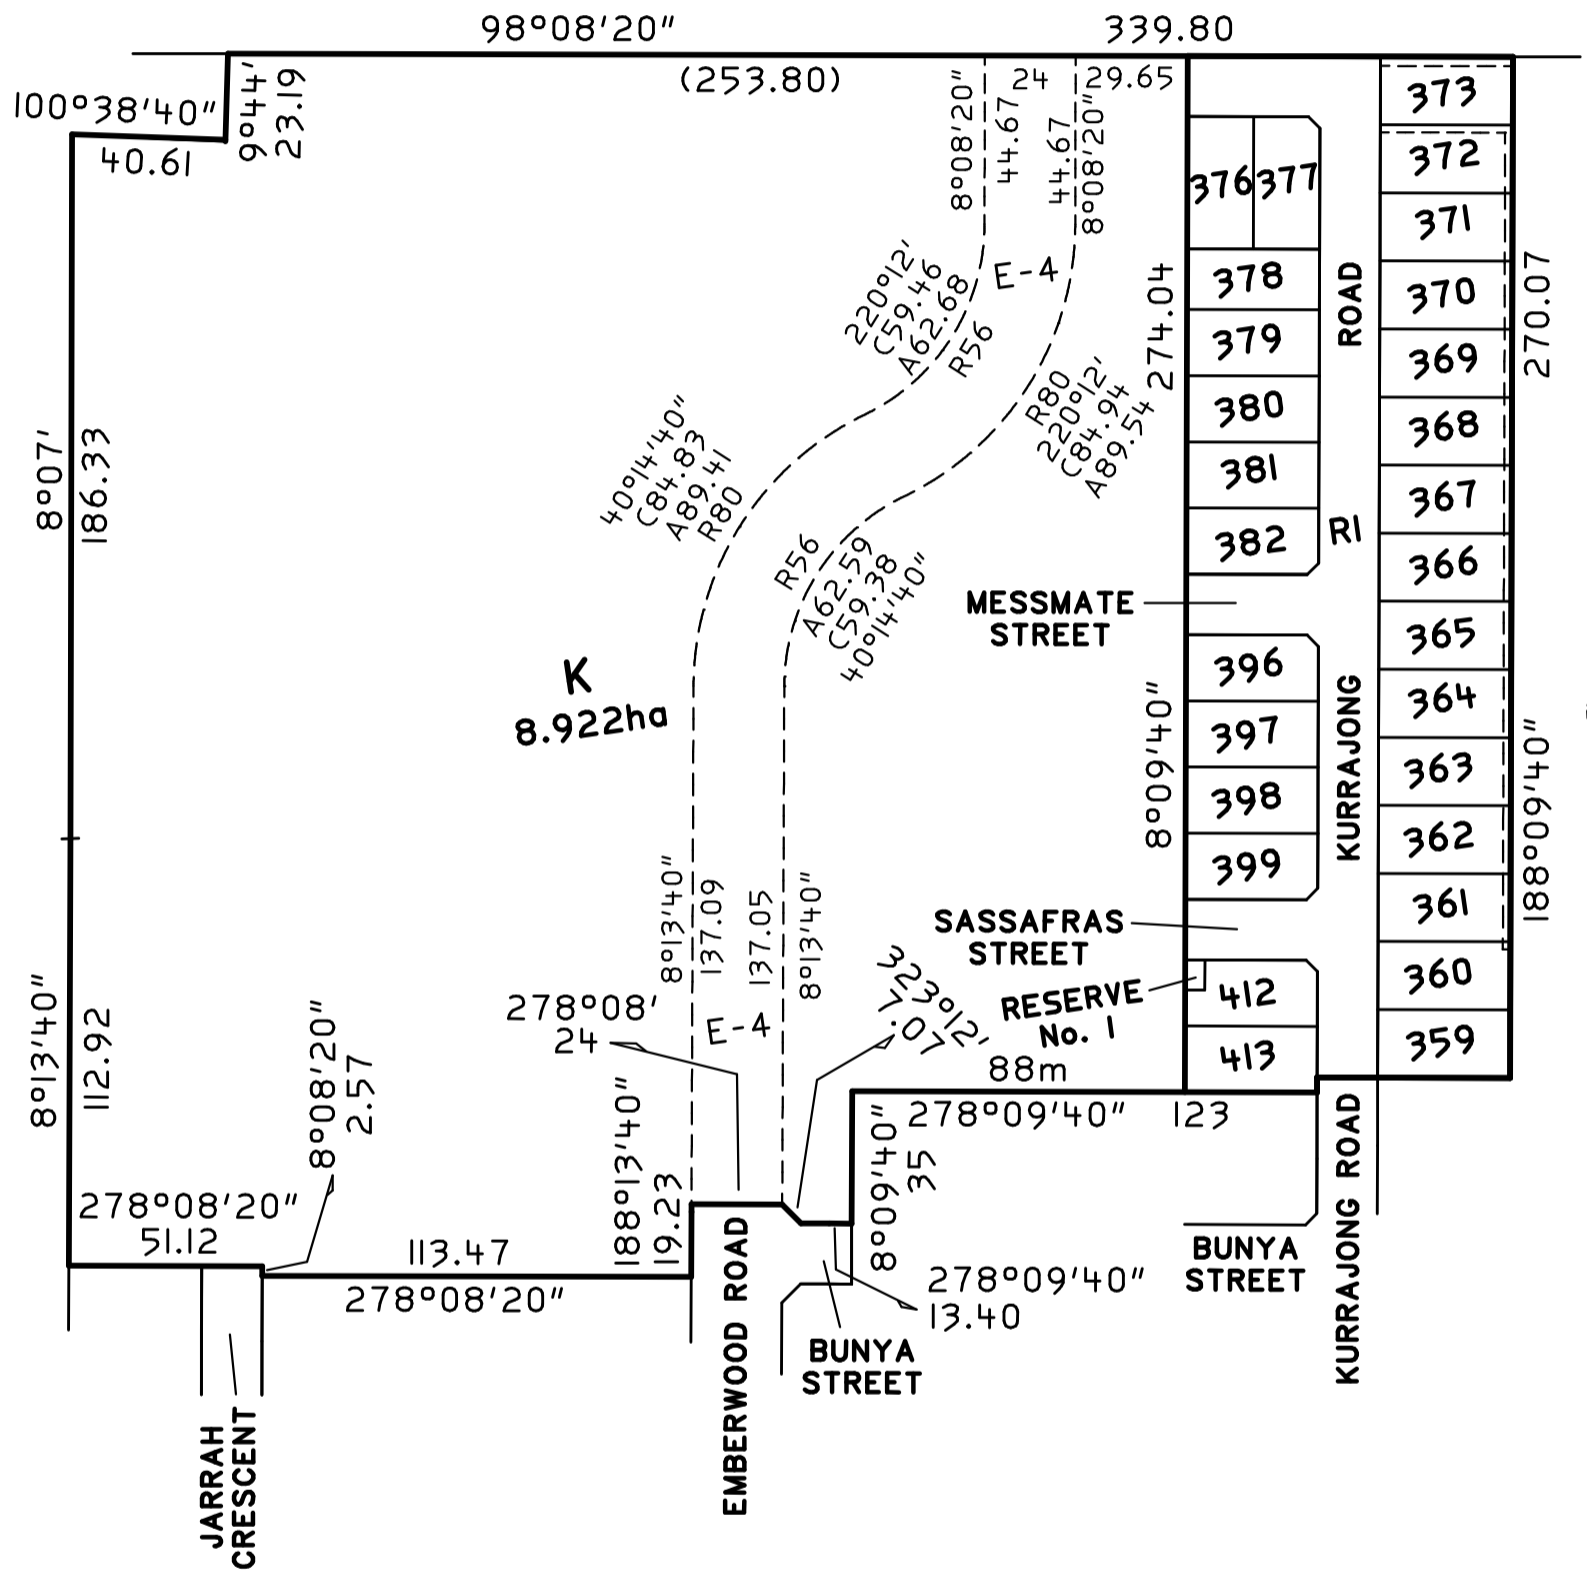 98°08'20"
339.80
(253.80)
24
29.65
100°38'40"
40.61
9°44'
23.19
8°08'20"
44.67
44.67
8°08'20"
373
372
371
370
369
368
367
366
365
364
363
362
361
360
359
376
377
378
379
380
381
382
396
397
398
399
412
413
ROAD
R1
KURRAJONG
270.07
188°09'40"
274.04
8°09'40"
E-4
220°12'
C59.46
A62.68
R56
R80
220°12'
C84.94
A89.54
40°14'40"
C84.83
A89.41
R80
R56
A62.59
C59.38
40°14'40"
8°07'
186.33
MESSMATE
STREET
K
8.922ha
8°13'40"
137.09
137.05
8°13'40"
SASSAFRAS
STREET
RESERVE
No. 1
323°12'
7.07
278°08'
24
E-4
88m
278°09'40"
123
8°13'40"
112.92
8°08'20"
2.57
278°08'20"
51.12
113.47
278°08'20"
188°13'40"
19.23
8°09'40"
35
278°09'40"
13.40
EMBERWOOD ROAD
BUNYA
STREET
BUNYA
STREET
KURRAJONG ROAD
JARRAH
CRESCENT